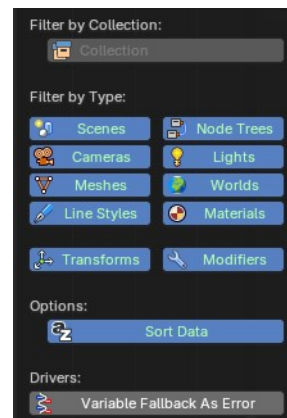 Filter by Collection:
Collection
Filter by Type:
Scenes Node Trees
Cameras Lights
Meshes Worlds
Line Styles Materials
Transforms Modifiers
Options:
Sort Data
Drivers:
Variable Fallback As Error